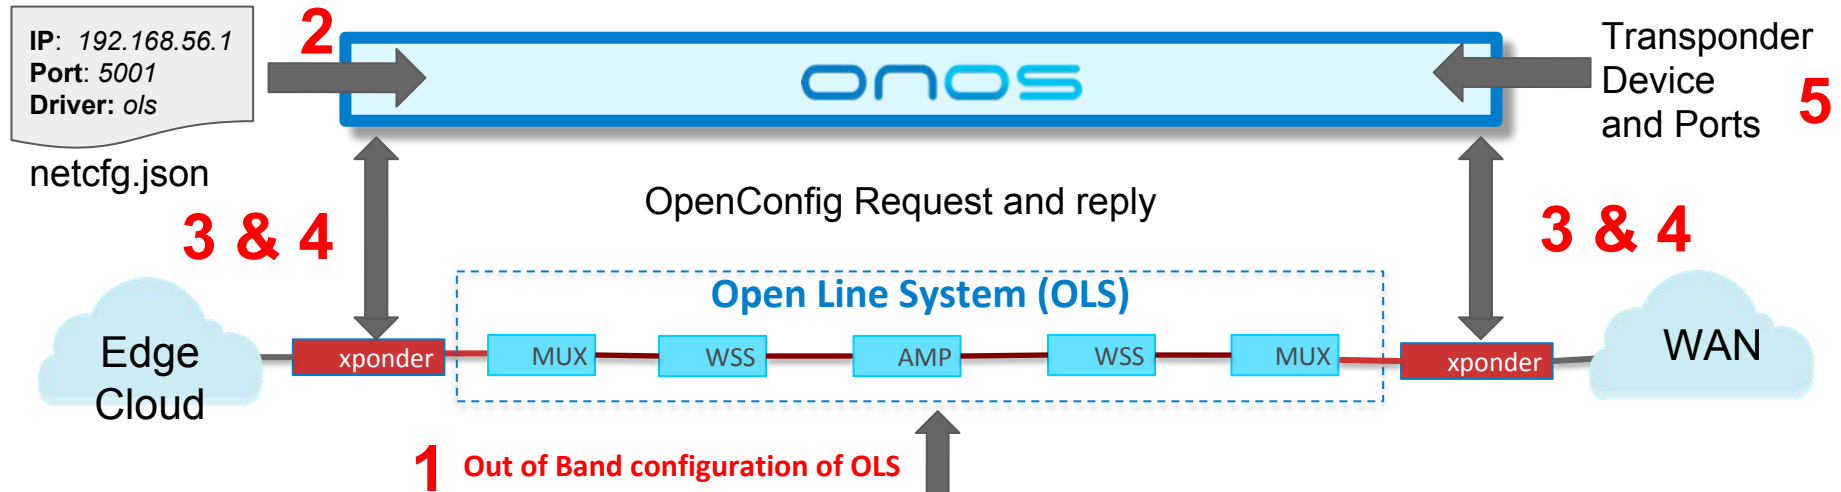 IP: 192.168.56.1
Port: 5001
Driver: ols
netcfg.json
2
onos
Transponder
Device
and Ports
5
OpenConfig Request and reply
3 & 4
3 & 4
Open Line System (OLS)
Edge
Cloud
xponder
MUX
WSS
AMP
WSS
MUX
xponder
WAN
1 Out of Band configuration of OLS